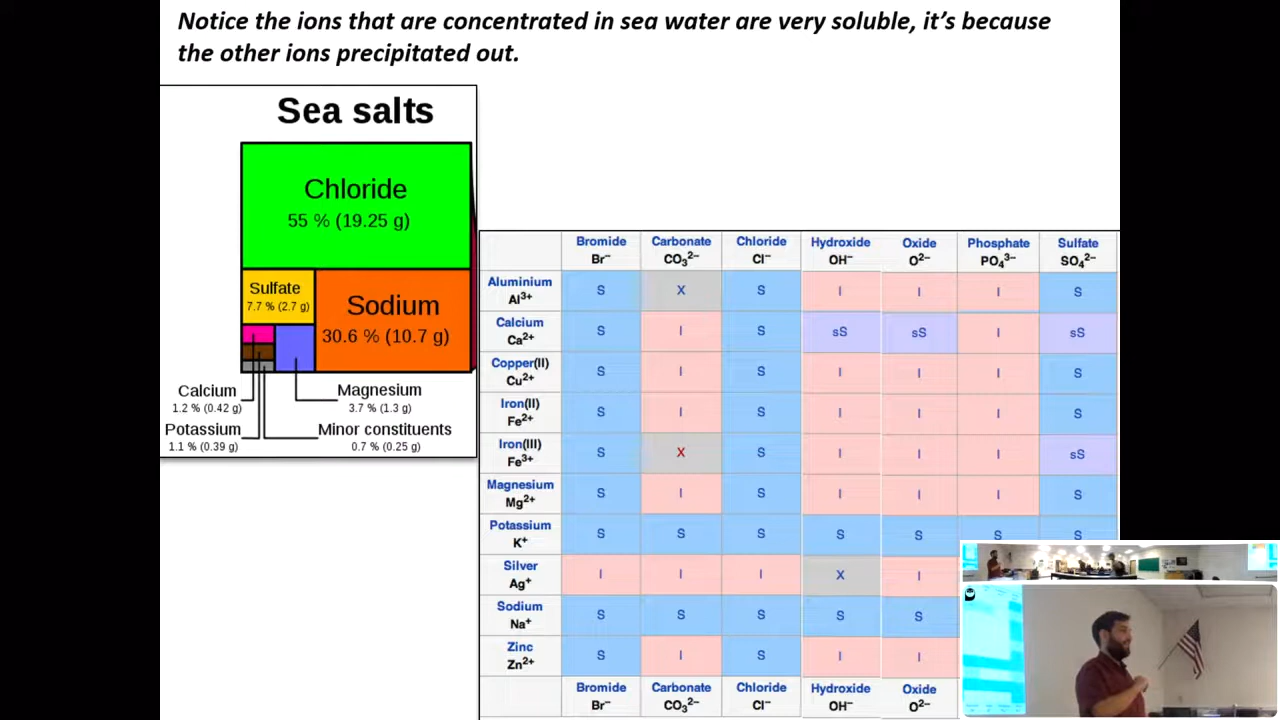 Notice the ions that are concentrated in sea water are very soluble, it's because
the other ions precipitated out.
Sea salts
Chloride
55 % (19.25 g)
Sulfate
7.7 % (2.7 g)
Sodium
30.6 % (10.7 g)
Calcium
1.2 % (0.42 g)
Magnesium
3.7 % (1.3 g)
Potassium
1.1 % (0.39 g)
Minor constituents
0.7 % (0.25 g)
Bromide Carbonate Chloride Hydroxide Oxide Phosphate Sulfate
Br⁻ CO₃²⁻ Cl⁻ OH⁻ O²⁻ PO₄³⁻ SO₄²⁻
Aluminium
Al³⁺ S X S I I I S
Calcium
Ca²⁺ S I S sS sS I sS
Copper(II)
Cu²⁺ S I S I I I S
Iron(II)
Fe²⁺ S I S I I I S
Iron(III)
Fe³⁺ S X S I I I sS
Magnesium
Mg²⁺ S I S I I I S
Potassium
K⁺ S S S S S S S
Silver
Ag⁺ I I I X I
Sodium
Na⁺ S S S S S
Zinc
Zn²⁺ S I S I I
Bromide Carbonate Chloride Hydroxide Oxide
Br⁻ CO₃²⁻ Cl⁻ OH⁻ O²⁻